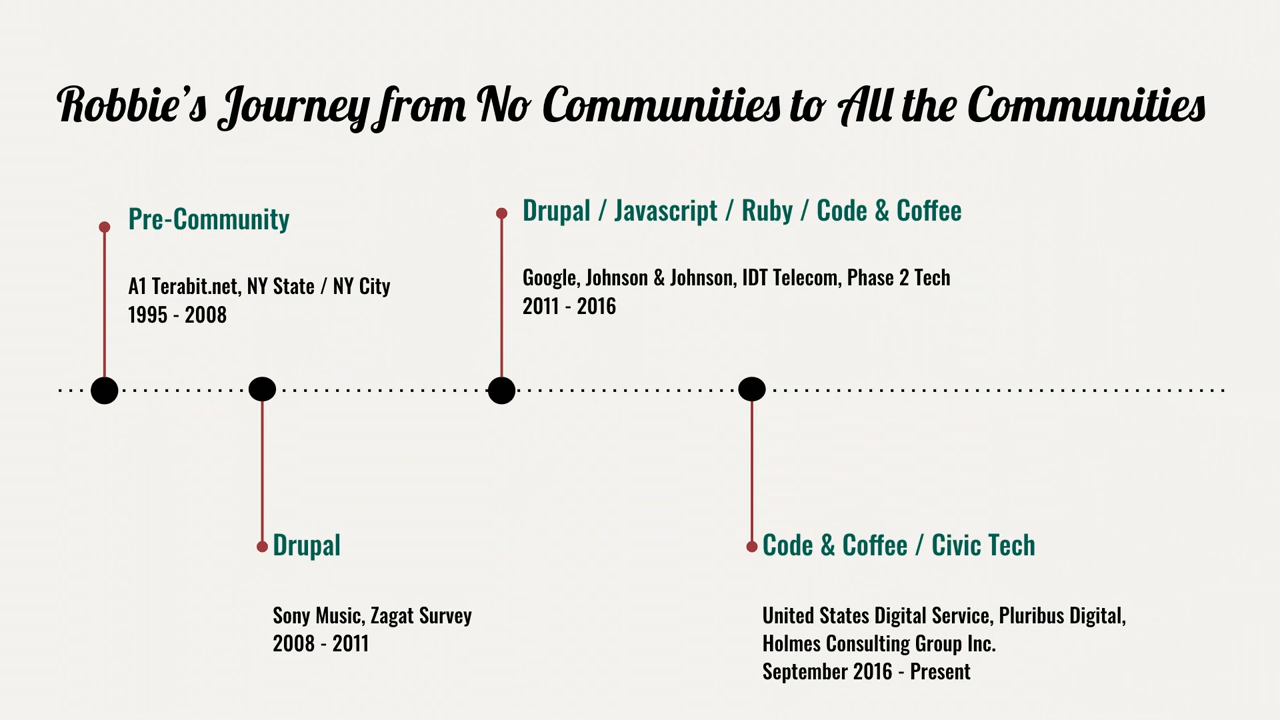 Robbie's Journey from No Communities to All the Communities
Pre-Community
A1 Terabit.net, NY State / NY City
1995 - 2008
Drupal / Javascript / Ruby / Code & Coffee
Google, Johnson & Johnson, IDT Telecom, Phase 2 Tech
2011 - 2016
Drupal
Sony Music, Zagat Survey
2008 - 2011
Code & Coffee / Civic Tech
United States Digital Service, Pluribus Digital,
Holmes Consulting Group Inc.
September 2016 - Present